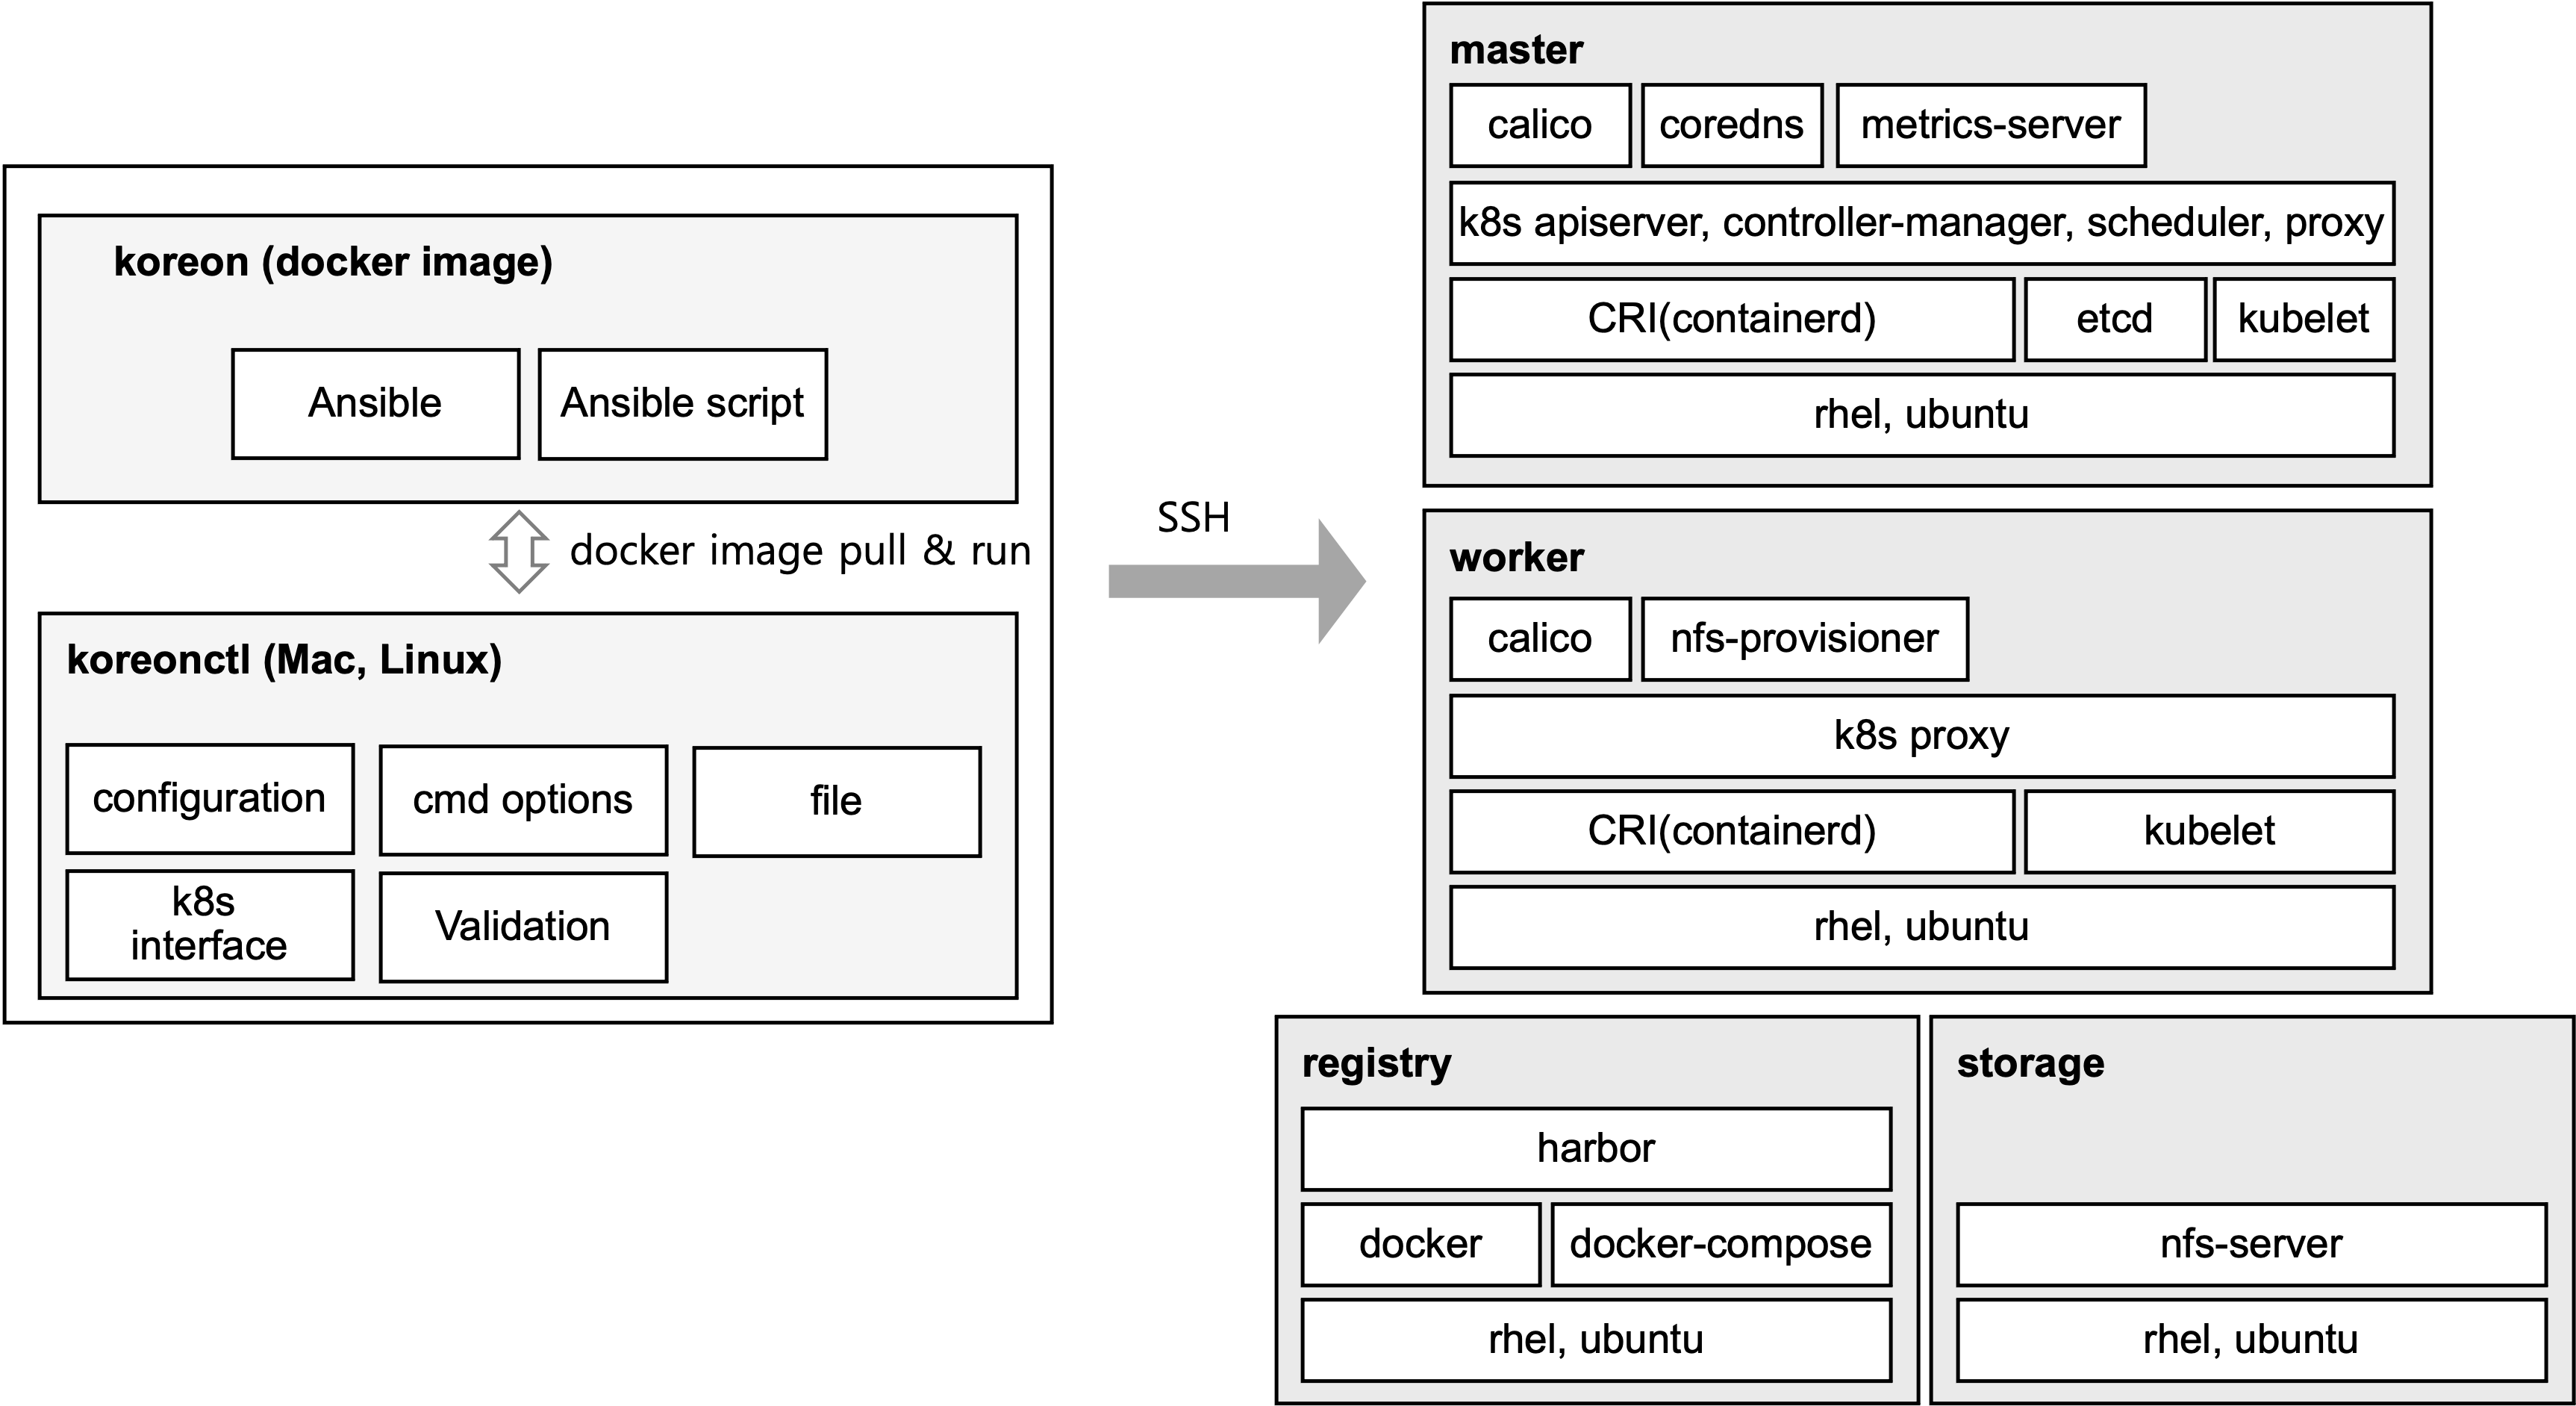 koreon (docker image)
Ansible
Ansible script
docker image pull & run
koreonctl (Mac, Linux)
configuration
cmd options
file
k8s
interface
Validation
SSH
master
calico
coredns
metrics-server
k8s apiserver, controller-manager, scheduler, proxy
CRI(containerd)
etcd
kubelet
rhel, ubuntu
worker
calico
nfs-provisioner
k8s proxy
CRI(containerd)
kubelet
rhel, ubuntu
registry
harbor
docker
docker-compose
rhel, ubuntu
storage
nfs-server
rhel, ubuntu